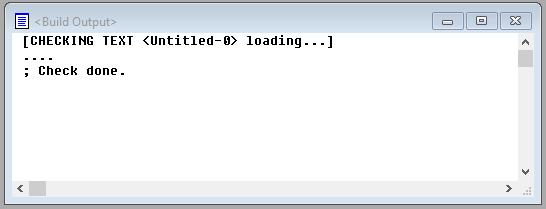 <Build Output>
[CHECKING TEXT <Untitled-0> loading...]
....
; Check done.